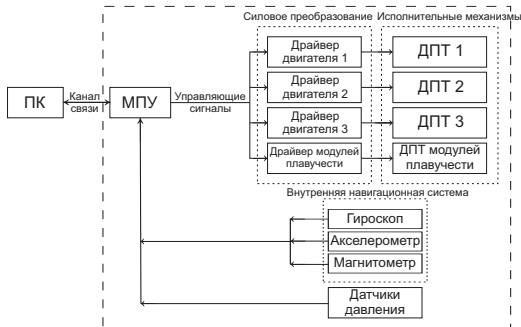 Силовое преобразование
Исполнительные механизмы
Драйвер
двигателя 1
ДПТ 1
Драйвер
двигателя 2
ДПТ 2
Драйвер
двигателя 3
ДПТ 3
Драйвер модулей
плавучести
ДПТ модулей
плавучести
ПК
Канал
связи
МПУ
Управляющие
сигналы
Внутренняя навигационная система
Гироскоп
Акселерометр
Магнитометр
Датчики
давления